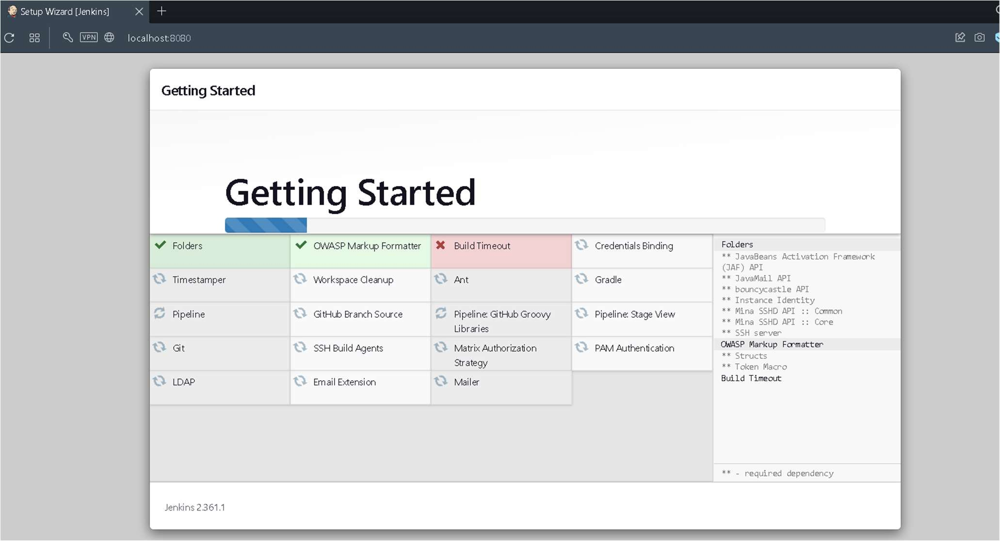 Setup Wizard [Jenkins]
VPN
localhost:8080
Getting Started
Getting Started
Folders
OWASP Markup Formatter
Build Timeout
Credentials Binding
Timestamper
Workspace Cleanup
Ant
Gradle
Pipeline
GitHub Branch Source
Pipeline: GitHub Groovy
Libraries
Pipeline: Stage View
Git
SSH Build Agents
Matrix Authorization
Strategy
PAM Authentication
LDAP
Email Extension
Mailer
Folders
** JavaBeans Activation Framework
(JAF) API
** JavaMail API
** bouncycastle API
** Instance Identity
** Mina SSHD API :: Common
** Mina SSHD API :: Core
** SSH server
OWASP Markup Formatter
** Structs
** Token Macro
Build Timeout
** - required dependency
Jenkins 2.361.1